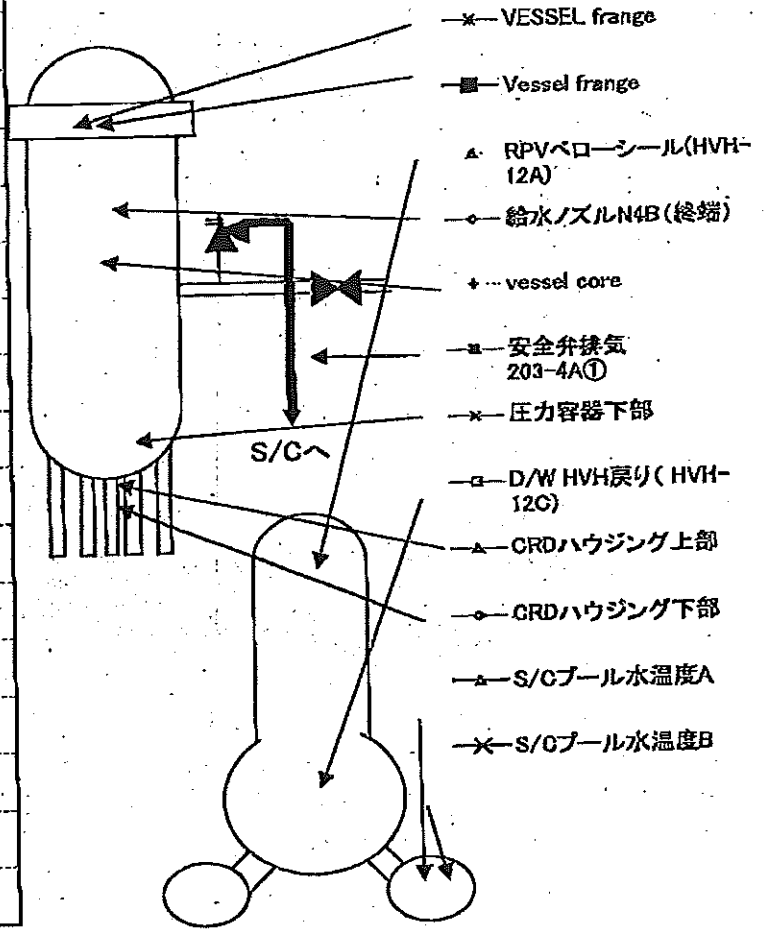 VESSEL frange
Vessel frange
RPVベローシール(HVH-
12A)
給水ノズルN4B(終端)
vessel core
安全弁排気
203-4A①
圧力容器下部
S/Cへ
D/W HVH戻り( HVH-
12C)
CRDハウジング上部
CRDハウジング下部
S/Cプール水温度A
S/Cプール水温度B